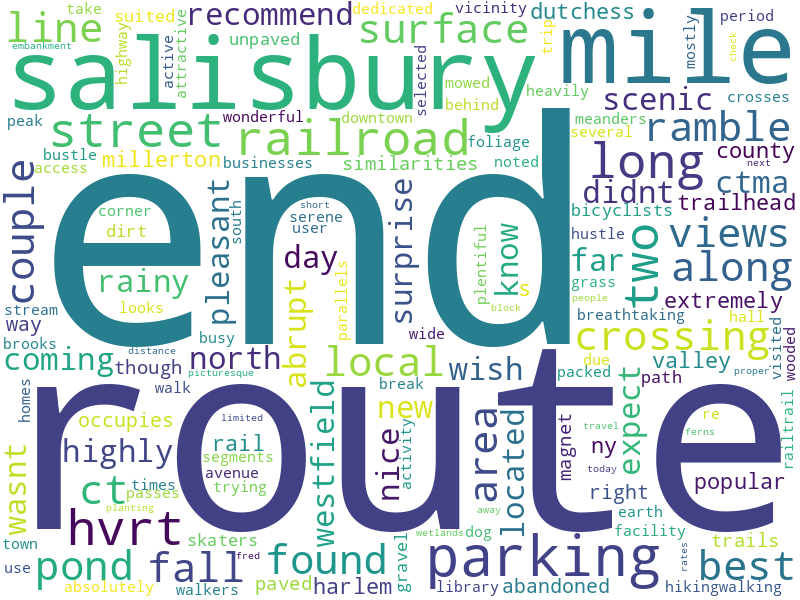 line
take
suited
highway
active
attractive
recommend
unpaved
dedicated
surface
selected
vicinity
trip
dutchess
mostly
period
embankment
salisbury
mile
check
peak
bustle
access
street
millerton
wonderful
businesses
railroad
downtown
similarities
mowed
behind
heavily
foliage
noted
scenic
crosses
meanders
several
ramble
long
county
next
couple
corner
dirt
rainy
looks
pleasant
south
short
serene
user
day
surprise
parallels
end
plentiful
know
s
grass
people
block
didnt
ctma
trailhead
bicyclists
hustle
two
far
views
along
extremely
breathtaking
hall
visited
wooded
stream
way
brooks
coming
distance
though
picturesque
walk
busy
north
abrupt
local
wide
wish
crossing
packed
due
valley
path
homes
occupies
highly
limited
rail
segments
avenue
trying
westfield
break
new
nice
activity
area
located
magnet
expect
ny
right
travel
ferns
today
re
proper
popular
railtrail
wasnt
ct
times
passes
planting
hvrt
skaters
route
earth
facility
trails
town
use
pond
absolutely
fall
walkers
fred
found
paved
harlem
gravel
parking
wetlands
dog
away
library
abandoned
rates
hikingwalking
best